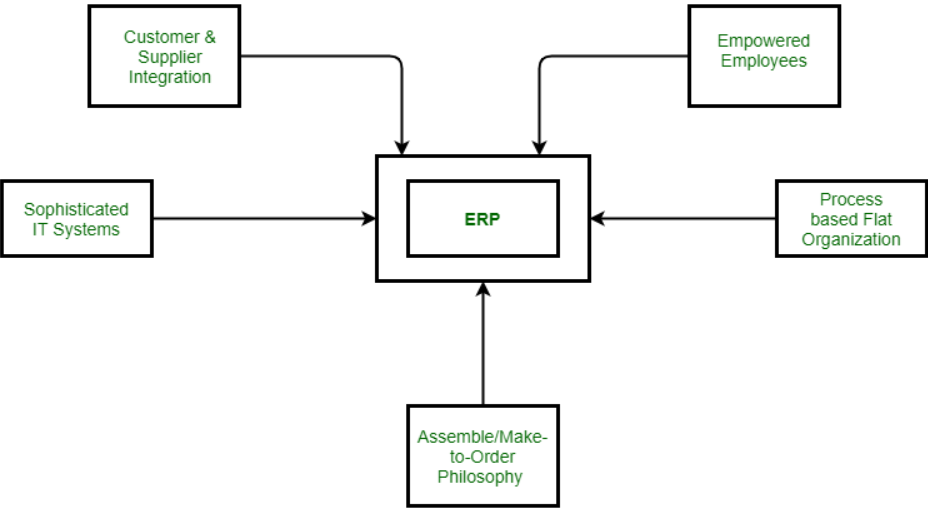 Customer &
Supplier
Integration
Empowered
Employees
Sophisticated
IT Systems
ERP
Process
based Flat
Organization
Assemble/Make-
to-Order
Philosophy